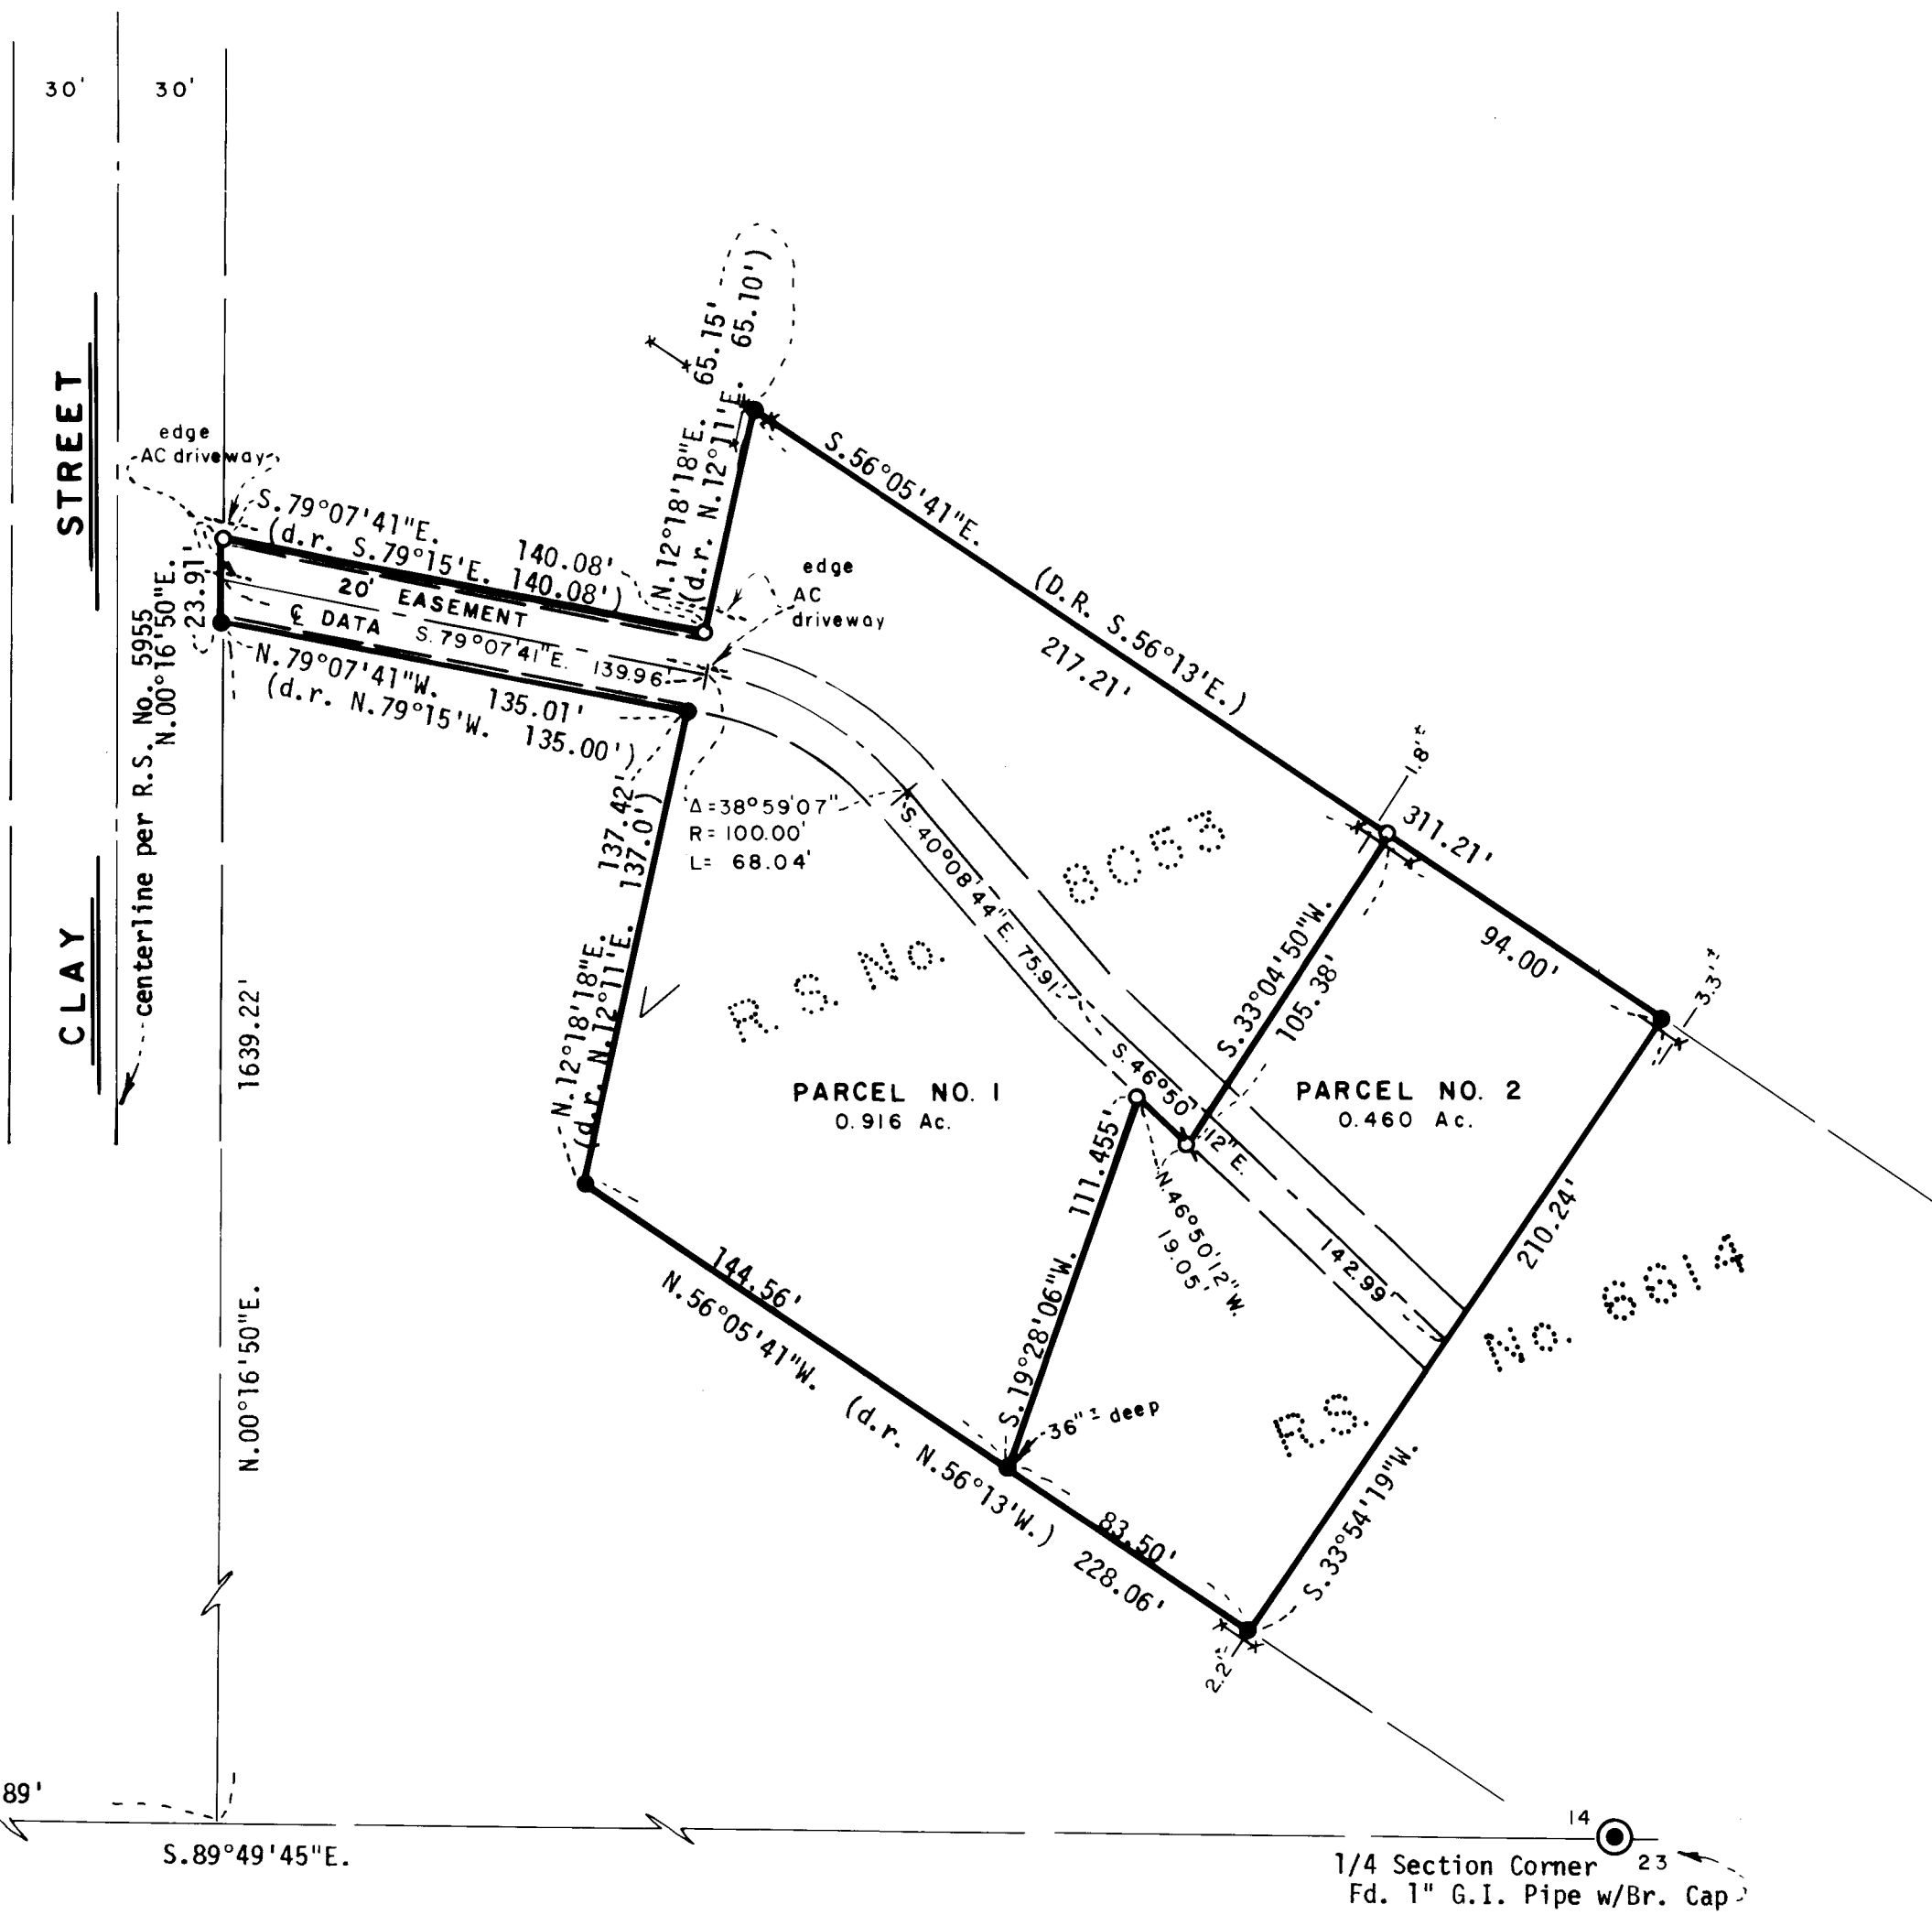 30'
30'
STREET
CLAY
centerline per R.S. No. 5955
N.00°16'50"E.
23.91'
edge
AC driveway
S.79°07'41"E.
140.08'
(d.r. S.79°15'E. 140.08')
20' EASEMENT
℄ DATA
S.79°07'41"E. 139.96'
N.79°07'41"W.
135.01'
(d.r. N.79°15'W. 135.00')
N.12°18'18"E. 65.15'
(d.r. N.12°11'E. 65.10')
edge
AC
driveway
S.56°05'41"E.
(D.R. S.56°13'E.)
217.21'
1.8'±
311.21'
94.00'
3.3'±
N.12°18'18"E. 137.42'
(d.r. N.12°11'E. 137.0')
Δ=38°59'07"
R=100.00'
L= 68.04'
S.40°08'44"E. 75.91'
R.S. No. 8053
S.33°04'50"W.
105.38'
PARCEL NO. 1
0.916 Ac.
PARCEL NO. 2
0.460 Ac.
S.46°50'12"E.
142.99'
N.46°50'12"W.
19.05'
S.19°28'06"W. 111.455'
36"± deep
210.24'
S.33°54'19"W.
R.S. No. 6614
144.56'
N.56°05'41"W. (d.r. N.56°13'W.) 228.06'
83.50'
2.2'±
1639.22'
N.00°16'50"E.
89'
S.89°49'45"E.
14
23
1/4 Section Corner
Fd. 1" G.I. Pipe w/Br. Cap